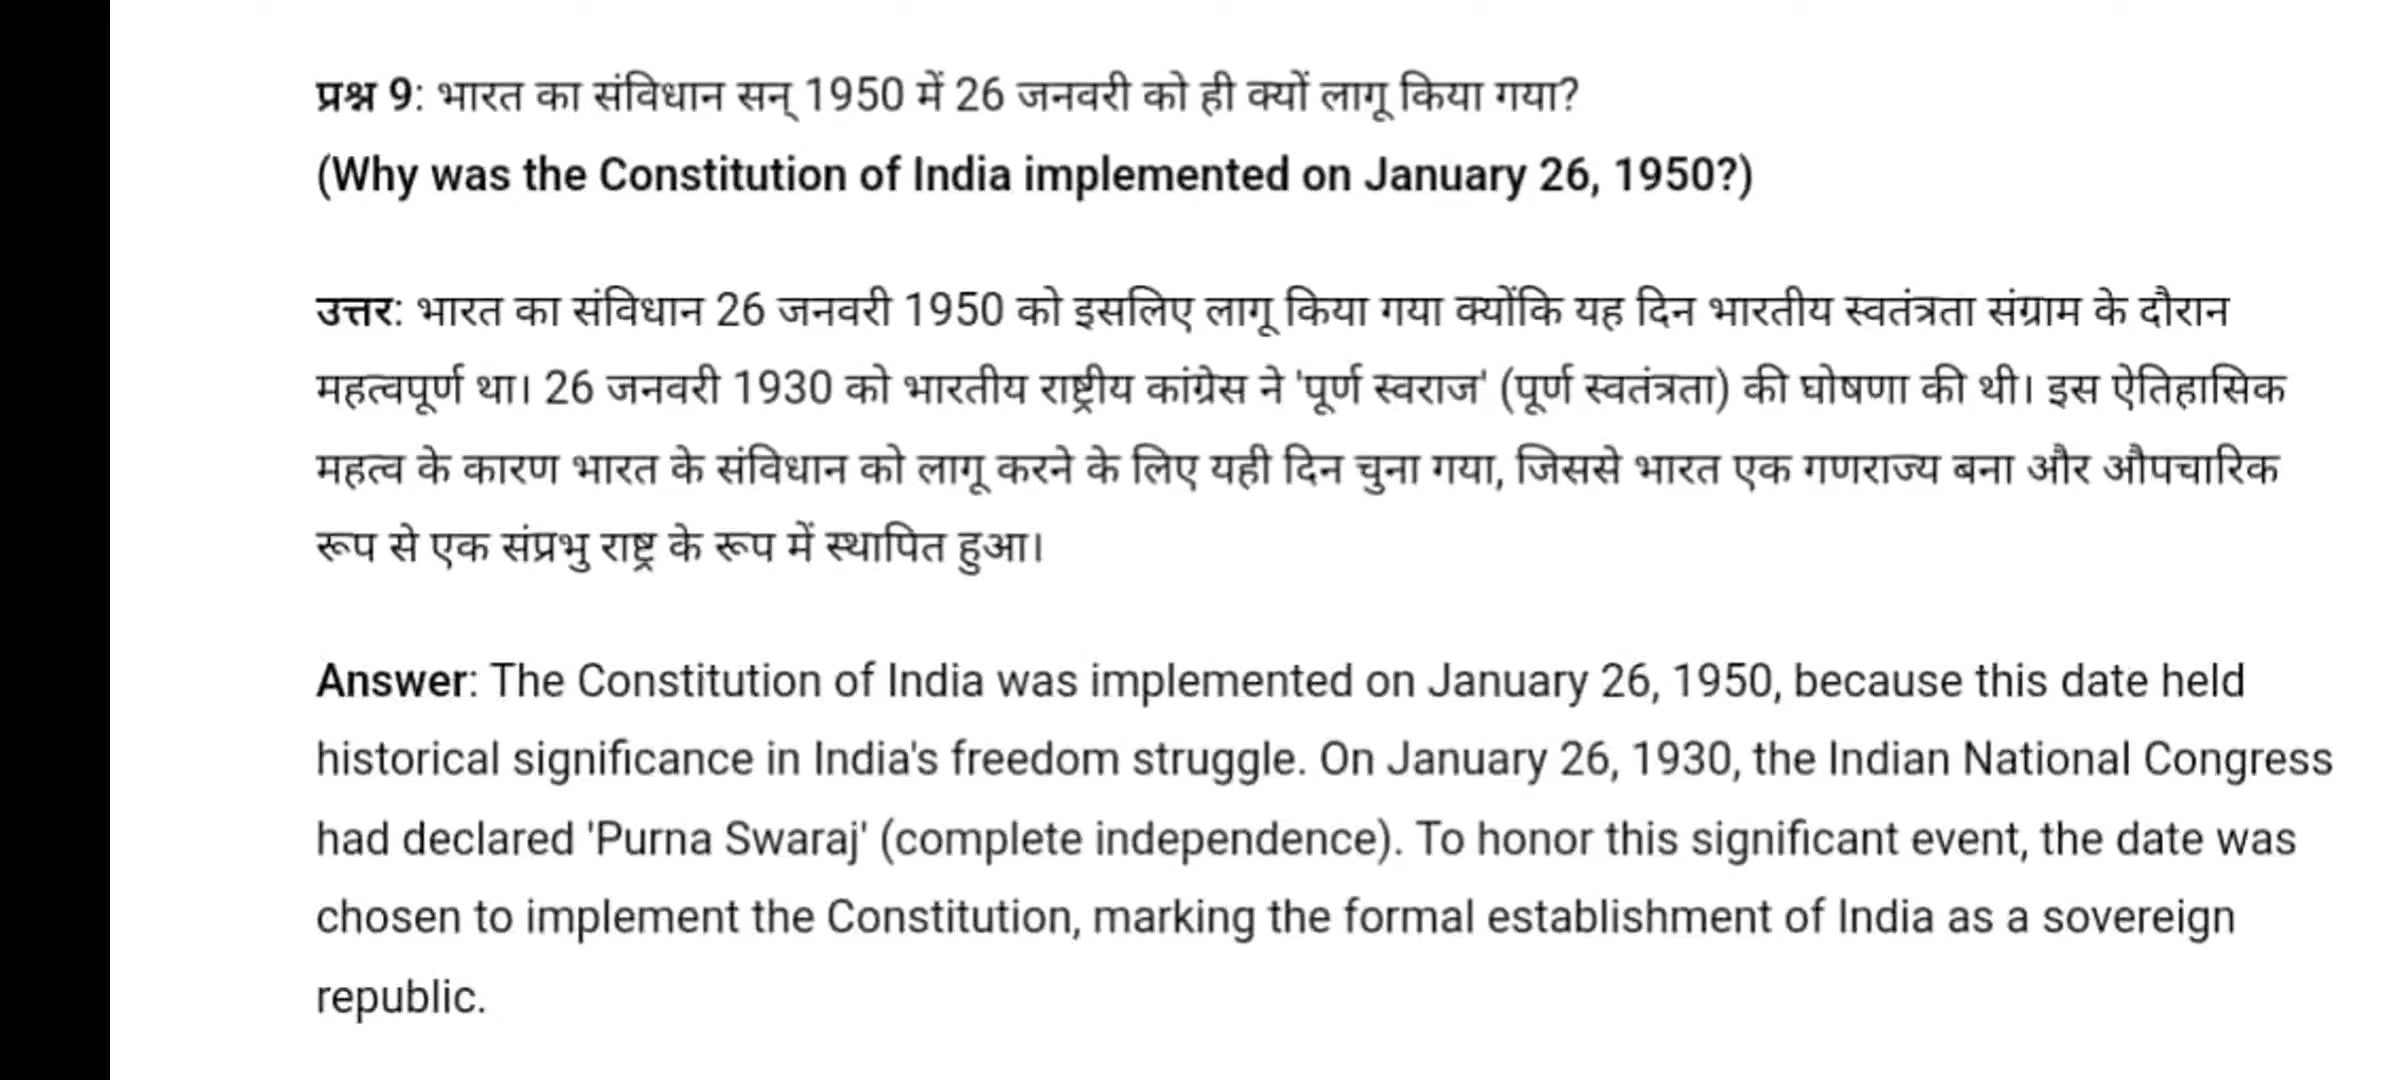 प्रश्न 9: भारत का संविधान सन् 1950 में 26 जनवरी को ही क्यों लागू किया गया?
(Why was the Constitution of India implemented on January 26, 1950?)
उत्तर: भारत का संविधान 26 जनवरी 1950 को इसलिए लागू किया गया क्योंकि यह दिन भारतीय स्वतंत्रता संग्राम के दौरान
महत्वपूर्ण था। 26 जनवरी 1930 को भारतीय राष्ट्रीय कांग्रेस ने 'पूर्ण स्वराज' (पूर्ण स्वतंत्रता) की घोषणा की थी। इस ऐतिहासिक
महत्व के कारण भारत के संविधान को लागू करने के लिए यही दिन चुना गया, जिससे भारत एक गणराज्य बना और औपचारिक
रूप से एक संप्रभु राष्ट्र के रूप में स्थापित हुआ।
Answer: The Constitution of India was implemented on January 26, 1950, because this date held
historical significance in India's freedom struggle. On January 26, 1930, the Indian National Congress
had declared 'Purna Swaraj' (complete independence). To honor this significant event, the date was
chosen to implement the Constitution, marking the formal establishment of India as a sovereign
republic.